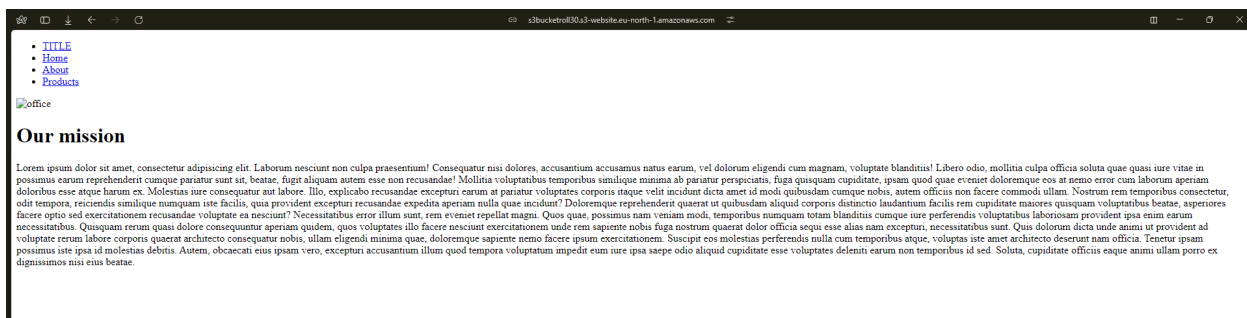 s3bucketroll30.s3-website.eu-north-1.amazonaws.com
TITLE
Home
About
Products
office
Our mission
Lorem ipsum dolor sit amet, consectetur adipisicing elit. Laborum nesciunt non culpa praesentium! Consequatur nisi dolores, accusantium accusamus natus earum, vel dolorum eligendi cum magnam, voluptate blanditiis! Libero odio, mollitia culpa officia soluta quae quasi iure vitae in
possimus earum reprehenderit cumque pariatur sunt sit, beatae, fugit aliquam autem esse non recusandae! Mollitia voluptatibus temporibus similique minima ab pariatur perspiciatis, fuga quisquam cupiditate, ipsam quod quae eveniet doloremque eos at nemo error cum laborum aperiam
doloribus esse atque harum ex. Molestias iure consequatur aut labore. Illo, explicabo recusandae excepturi earum at pariatur voluptates corporis itaque velit incidunt dicta amet id modi quibusdam cumque nobis, autem officiis non facere commodi ullam. Nostrum rem temporibus consectetur,
odit tempora, reiciendis similique numquam iste facilis, quia provident excepturi recusandae expedita aperiam nulla quae incidunt? Doloremque reprehenderit quaerat ut quibusdam aliquid corporis distinctio laudantium facilis rem cupiditate maiores quisquam voluptatibus beatae, asperiores
facere optio sed exercitationem recusandae voluptate ea nesciunt? Necessitatibus error illum sunt, rem eveniet repellat magni. Quos quae, possimus nam veniam modi, temporibus numquam totam blanditiis cumque iure perferendis voluptatibus laboriosam provident ipsa enim earum
necessitatibus. Quisquam rerum quasi dolore consequuntur aperiam quidem, quos voluptates illo facere nesciunt exercitationem unde rem sapiente nobis fuga nostrum quaerat dolor officia sequi esse alias nam excepturi, necessitatibus sunt. Quis dolorum dicta unde animi ut provident ad
voluptate rerum labore corporis quaerat architecto consequatur nobis, ullam eligendi minima quae, doloremque sapiente nemo facere ipsum exercitationem. Suscipit eos molestias perferendis nulla cum temporibus atque, voluptas iste amet architecto deserunt nam officia. Tenetur ipsam
possimus iste ipsa id molestias debitis. Autem, obcaecati eius ipsam vero, excepturi accusantium illum quod tempora voluptatum impedit eum iure ipsa saepe odio aliquid cupiditate esse voluptates deleniti earum non temporibus id sed. Soluta, cupiditate officiis eaque animi ullam porro ex
dignissimos nisi eius beatae.